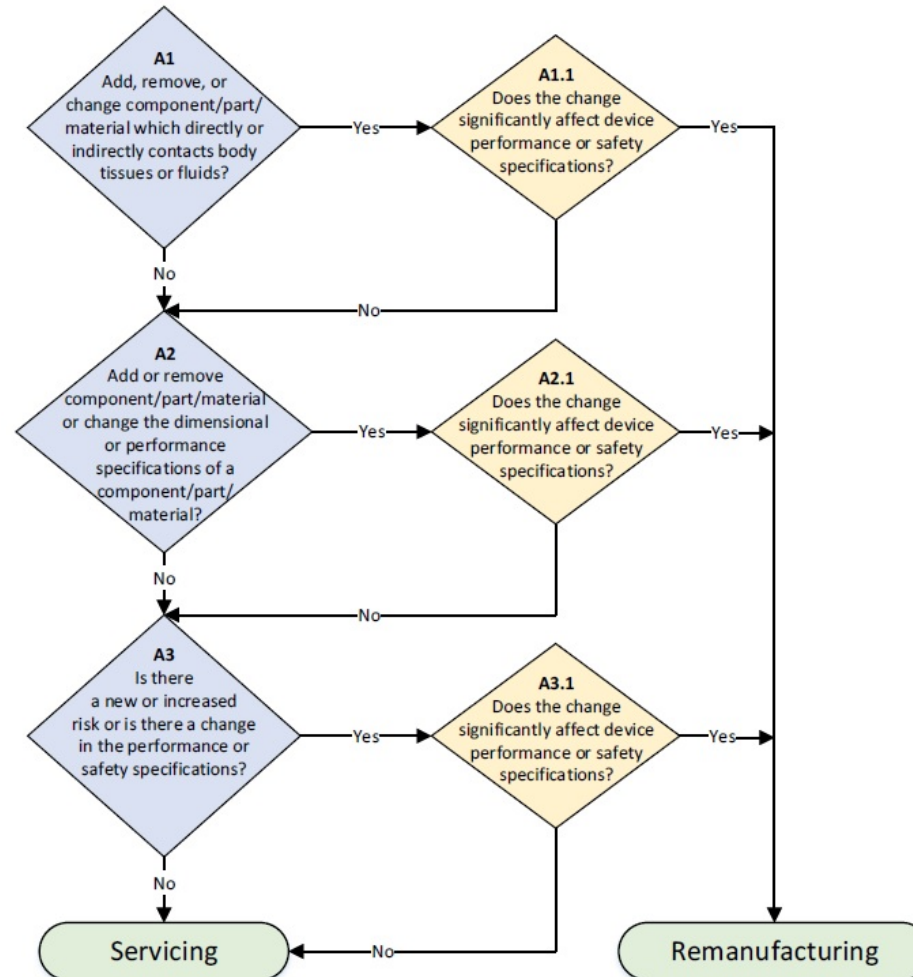 A1
Add, remove, or
change component/part/
material which directly or
indirectly contacts body
tissues or fluids?
Yes
A1.1
Does the change
significantly affect device
performance or safety
specifications?
Yes
No
No
A2
Add or remove
component/part/material
or change the dimensional
or performance
specifications of a
component/part/
material?
Yes
A2.1
Does the change
significantly affect device
performance or safety
specifications?
Yes
No
No
A3
Is there
a new or increased
risk or is there a change
in the performance or
safety specifications?
Yes
A3.1
Does the change
significantly affect device
performance or safety
specifications?
Yes
No
Servicing
No
Remanufacturing